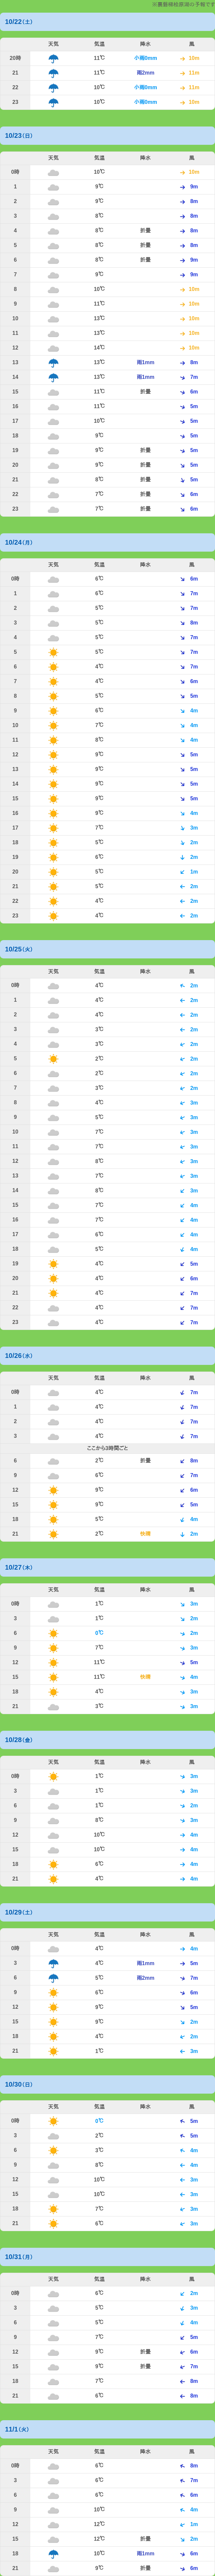 ※裏磐梯桧原湖の予報です
10/22(土)
天気 気温 降水 風
20時 11℃ 小雨0mm 10m
21 11℃ 雨2mm 11m
22 10℃ 小雨0mm 11m
23 10℃ 小雨0mm 10m
10/23(日)
天気 気温 降水 風
0時 10℃ 10m
1 9℃ 9m
2 9℃ 8m
3 8℃ 8m
4 8℃ 折畳 8m
5 8℃ 折畳 8m
6 8℃ 折畳 9m
7 9℃ 9m
8 10℃ 10m
9 11℃ 10m
10 13℃ 10m
11 13℃ 10m
12 14℃ 10m
13 13℃ 雨1mm 8m
14 13℃ 雨1mm 7m
15 11℃ 折畳 6m
16 11℃ 5m
17 10℃ 5m
18 9℃ 5m
19 9℃ 折畳 5m
20 9℃ 折畳 5m
21 8℃ 折畳 5m
22 7℃ 折畳 6m
23 7℃ 折畳 6m
10/24(月)
天気 気温 降水 風
0時 6℃ 6m
1 6℃ 7m
2 5℃ 7m
3 5℃ 8m
4 5℃ 7m
5 5℃ 7m
6 4℃ 7m
7 4℃ 6m
8 5℃ 5m
9 6℃ 4m
10 7℃ 4m
11 8℃ 4m
12 9℃ 5m
13 9℃ 5m
14 9℃ 5m
15 9℃ 5m
16 9℃ 4m
17 7℃ 3m
18 5℃ 2m
19 6℃ 2m
20 5℃ 1m
21 5℃ 2m
22 4℃ 2m
23 4℃ 2m
10/25(火)
天気 気温 降水 風
0時 4℃ 2m
1 4℃ 2m
2 4℃ 2m
3 3℃ 2m
4 3℃ 2m
5 2℃ 2m
6 2℃ 2m
7 3℃ 2m
8 4℃ 3m
9 5℃ 3m
10 7℃ 3m
11 7℃ 3m
12 8℃ 3m
13 7℃ 3m
14 8℃ 3m
15 7℃ 4m
16 7℃ 4m
17 6℃ 4m
18 5℃ 4m
19 4℃ 5m
20 4℃ 6m
21 4℃ 7m
22 4℃ 7m
23 4℃ 7m
10/26(水)
天気 気温 降水 風
0時 4℃ 7m
1 4℃ 7m
2 4℃ 7m
3 4℃ 7m
ここから3時間ごと
6 2℃ 折畳 8m
9 6℃ 7m
12 9℃ 6m
15 9℃ 5m
18 5℃ 4m
21 2℃ 快晴 2m
10/27(木)
天気 気温 降水 風
0時 1℃ 3m
3 1℃ 2m
6 0℃ 2m
9 7℃ 3m
12 11℃ 5m
15 11℃ 快晴 4m
18 4℃ 3m
21 3℃ 3m
10/28(金)
天気 気温 降水 風
0時 1℃ 3m
3 1℃ 3m
6 1℃ 2m
9 8℃ 3m
12 10℃ 4m
15 10℃ 4m
18 6℃ 4m
21 4℃ 4m
10/29(土)
天気 気温 降水 風
0時 4℃ 4m
3 4℃ 雨1mm 5m
6 5℃ 雨2mm 7m
9 6℃ 6m
12 9℃ 5m
15 9℃ 2m
18 4℃ 2m
21 1℃ 3m
10/30(日)
天気 気温 降水 風
0時 0℃ 5m
3 2℃ 5m
6 3℃ 4m
9 8℃ 4m
12 10℃ 3m
15 10℃ 3m
18 7℃ 3m
21 6℃ 3m
10/31(月)
天気 気温 降水 風
0時 6℃ 2m
3 5℃ 3m
6 5℃ 4m
9 7℃ 5m
12 9℃ 折畳 6m
15 9℃ 折畳 7m
18 7℃ 8m
21 6℃ 8m
11/1(火)
天気 気温 降水 風
0時 6℃ 8m
3 6℃ 7m
6 6℃ 6m
9 10℃ 4m
12 12℃ 1m
15 12℃ 折畳 2m
18 10℃ 雨1mm 6m
21 9℃ 折畳 6m